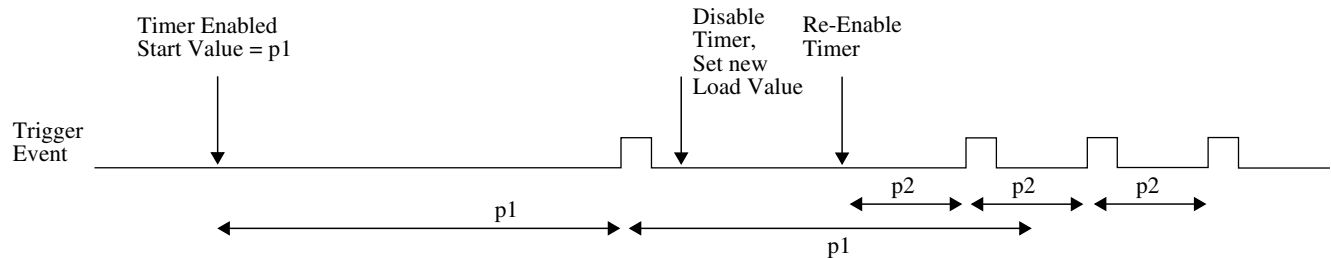 Timer Enabled
Start Value = p1
Disable
Timer,
Set new
Load Value
Re-Enable
Timer
Trigger
Event
p2
p2
p2
p1
p1